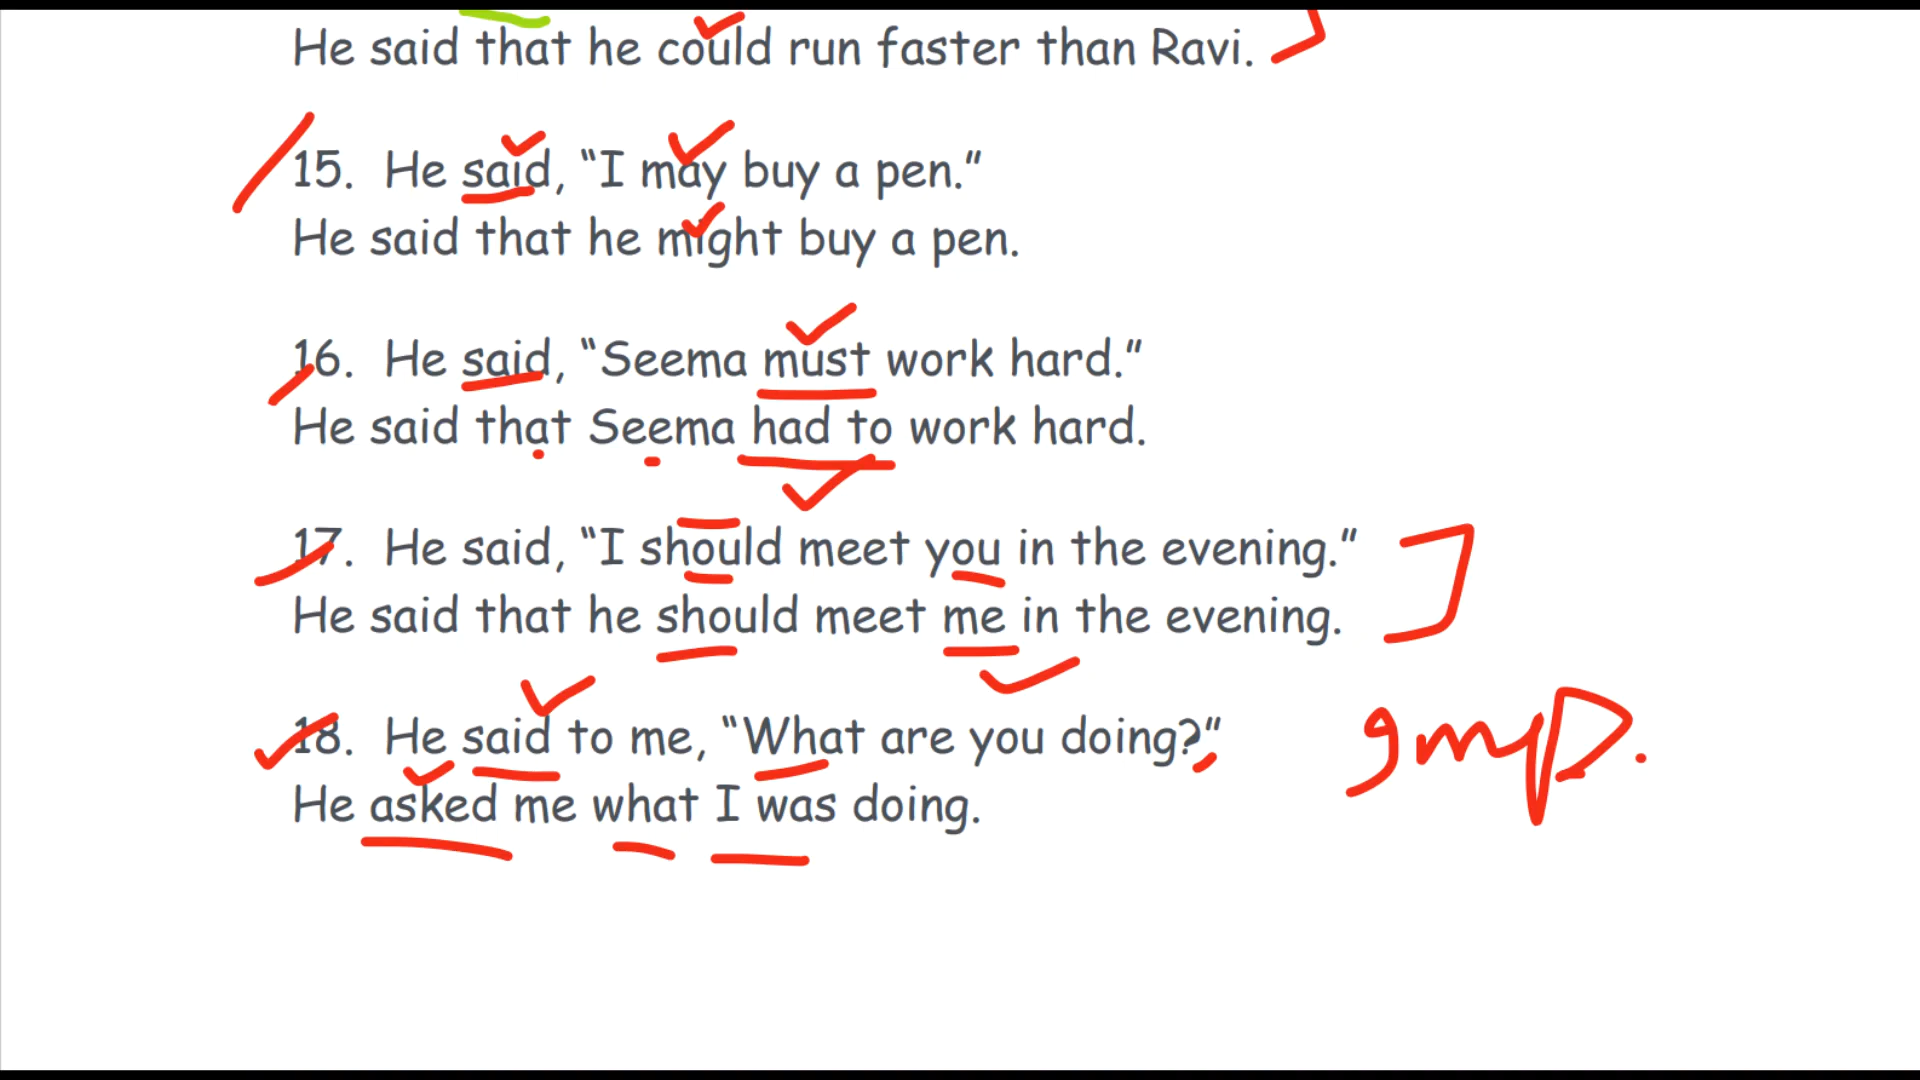 He said that he could run faster than Ravi.
15. He said, “I may buy a pen.”
He said that he might buy a pen.
16. He said, “Seema must work hard.”
He said that Seema had to work hard.
17. He said, “I should meet you in the evening.”
He said that he should meet me in the evening.
18. He said to me, “What are you doing?”
He asked me what I was doing.